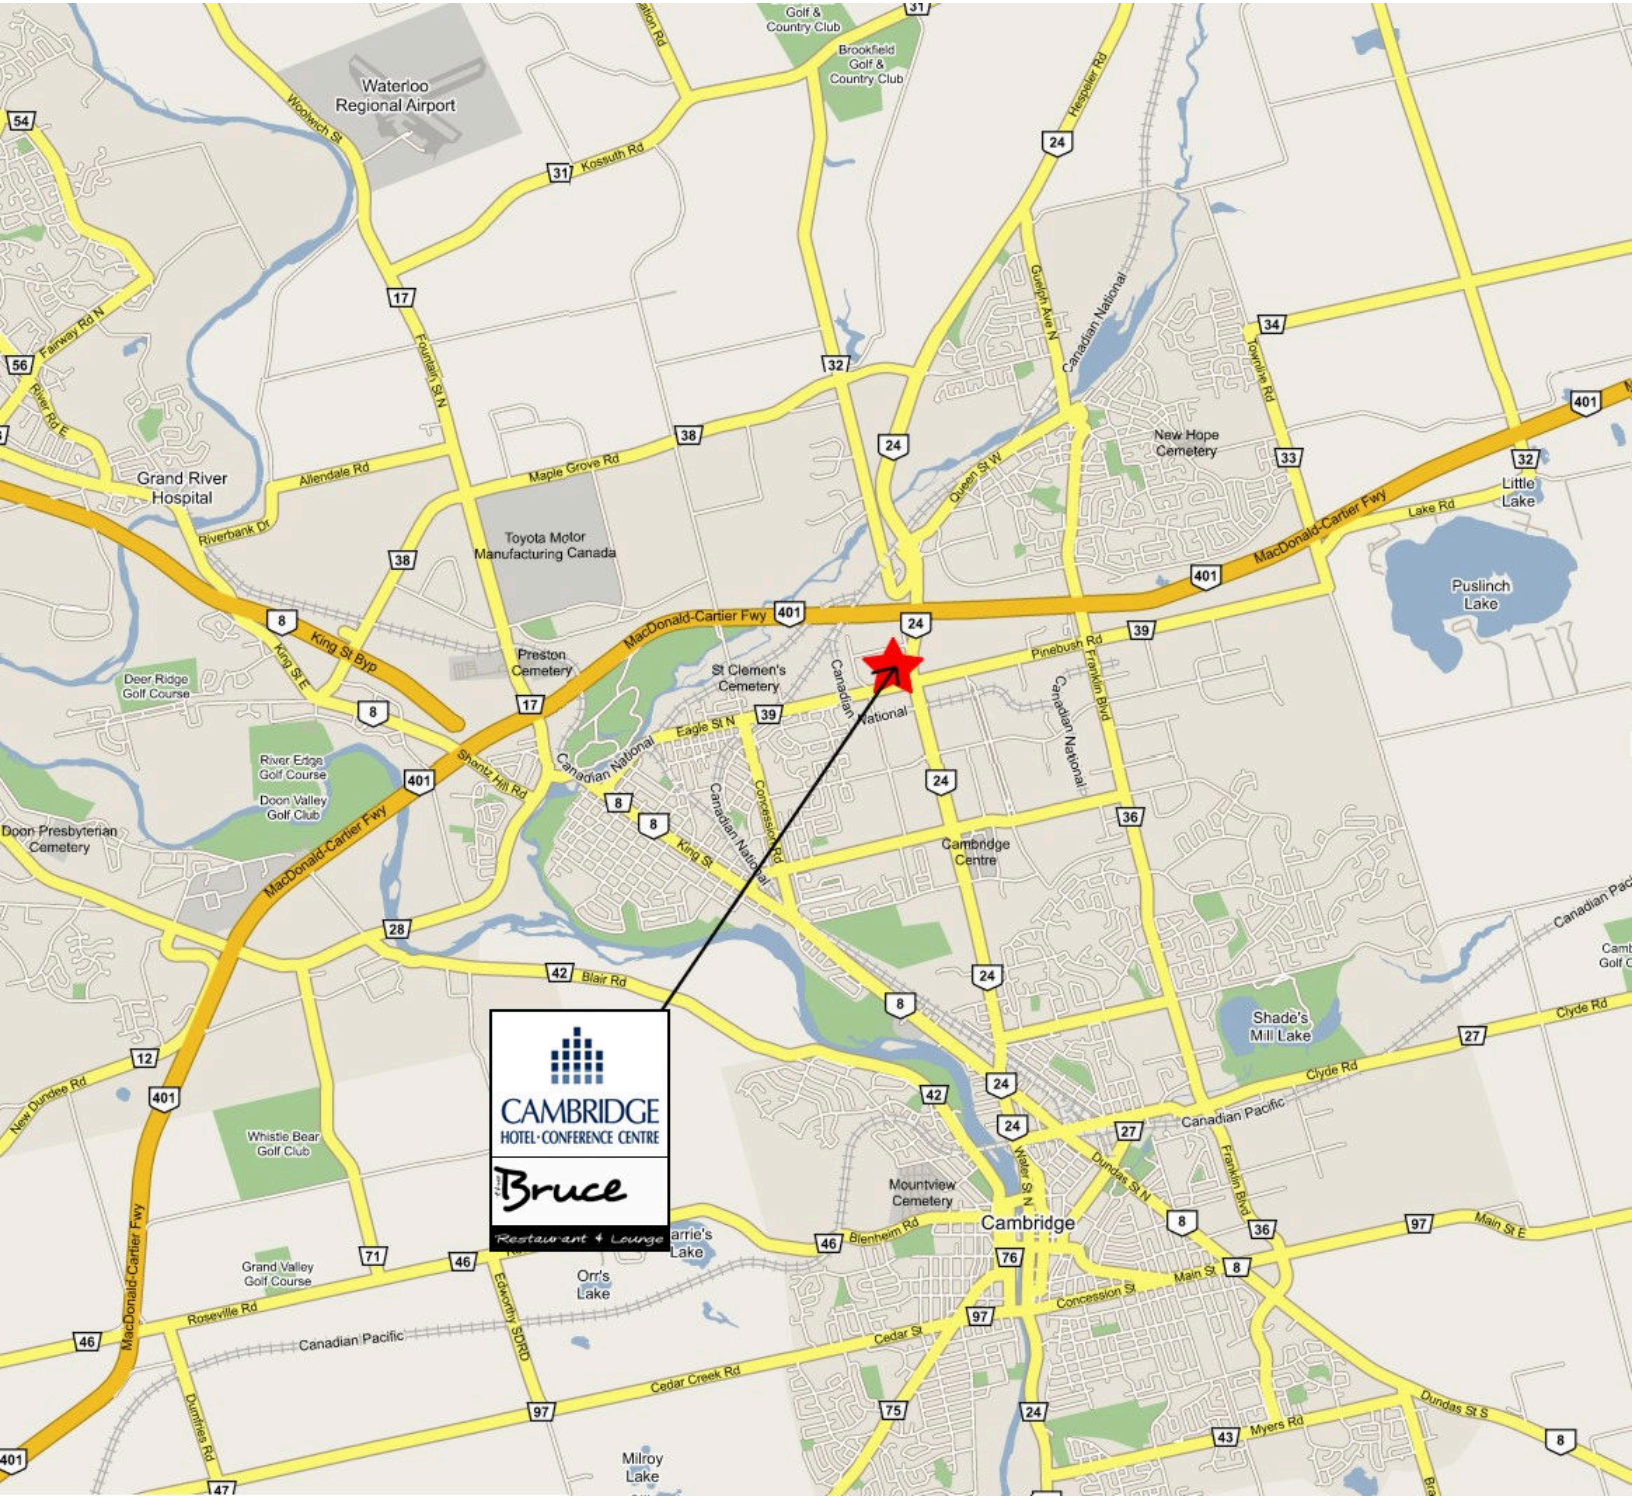 31
ation Rd
Golf &
Country Club
Brookfield
Golf &
Country Club
Waterloo
Regional Airport
Woolwich St
54
Hespeler Rd
24
31
Kossuth Rd
17
Guelph Ave N
Canadian National
34
Fairway Rd N
56
Fountain St N
32
Townline Rd
River Rd E
401
38
24
New Hope
Cemetery
Queen St W
33
32
Little
Lake
Grand River
Hospital
Allendale Rd
Maple Grove Rd
Lake Rd
Riverbank Dr
MacDonald-Cartier Fwy
Toyota Motor
Manufacturing Canada
38
401
Puslinch
Lake
8
MacDonald-Cartier Fwy
401
24
39
King St Byp
Pinebush Rd
King St E
Preston
Cemetery
St Clemen's
Cemetery
Canadian
National
Franklin Blvd
Deer Ridge
Golf Course
8
17
Eagle St N
39
Canadian National
River Edge
Golf Course
Shantz Hill Rd
Canadian National
401
24
Doon Valley
Golf Club
Concession Rd
Canadian National
8
8
36
Doon Presbyterian
Cemetery
MacDonald-Cartier Fwy
King St
Cambridge
Centre
28
Canadian Pac
Camb
Golf C
42
Blair Rd
24
8
Shade's
Mill Lake
Clyde Rd
27
12
New Dundee Rd
401
Clyde Rd
24
42
CAMBRIDGE
HOTEL·CONFERENCE CENTRE
the Bruce
Restaurant & Lounge
24
27
Canadian Pacific
Whistle Bear
Golf Club
Water St N
Dundas St N
Franklin Blvd
Mountview
Cemetery
MacDonald-Cartier Fwy
Cambridge
8
36
97
Main St E
71
46
arrie's
Lake
46
Blenheim Rd
76
8
Main St
Grand Valley
Golf Course
Orr's
Lake
Edworthy SDRD
Concession St
Roseville Rd
97
46
Canadian Pacific
Cedar St
Cedar Creek Rd
Dumfries Rd
97
75
24
Dundas St S
43
Myers Rd
8
401
Milroy
Lake
47
Bra